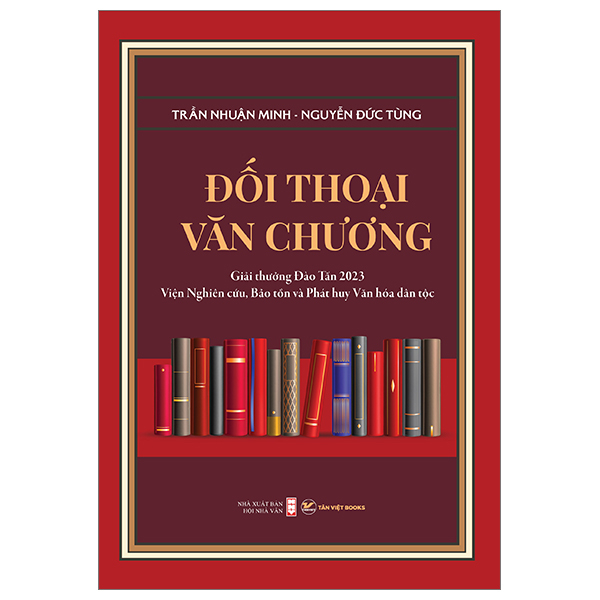 TRẦN NHUẬN MINH - NGUYỄN ĐỨC TÙNG
ĐỐI THOẠI
VĂN CHƯƠNG
Giải thưởng Đào Tấn 2023
Viện Nghiên cứu, Bảo tồn và Phát huy Văn hóa dân tộc
NHÀ XUẤT BẢN
HỘI NHÀ VĂN
TÂN VIỆT BOOKS